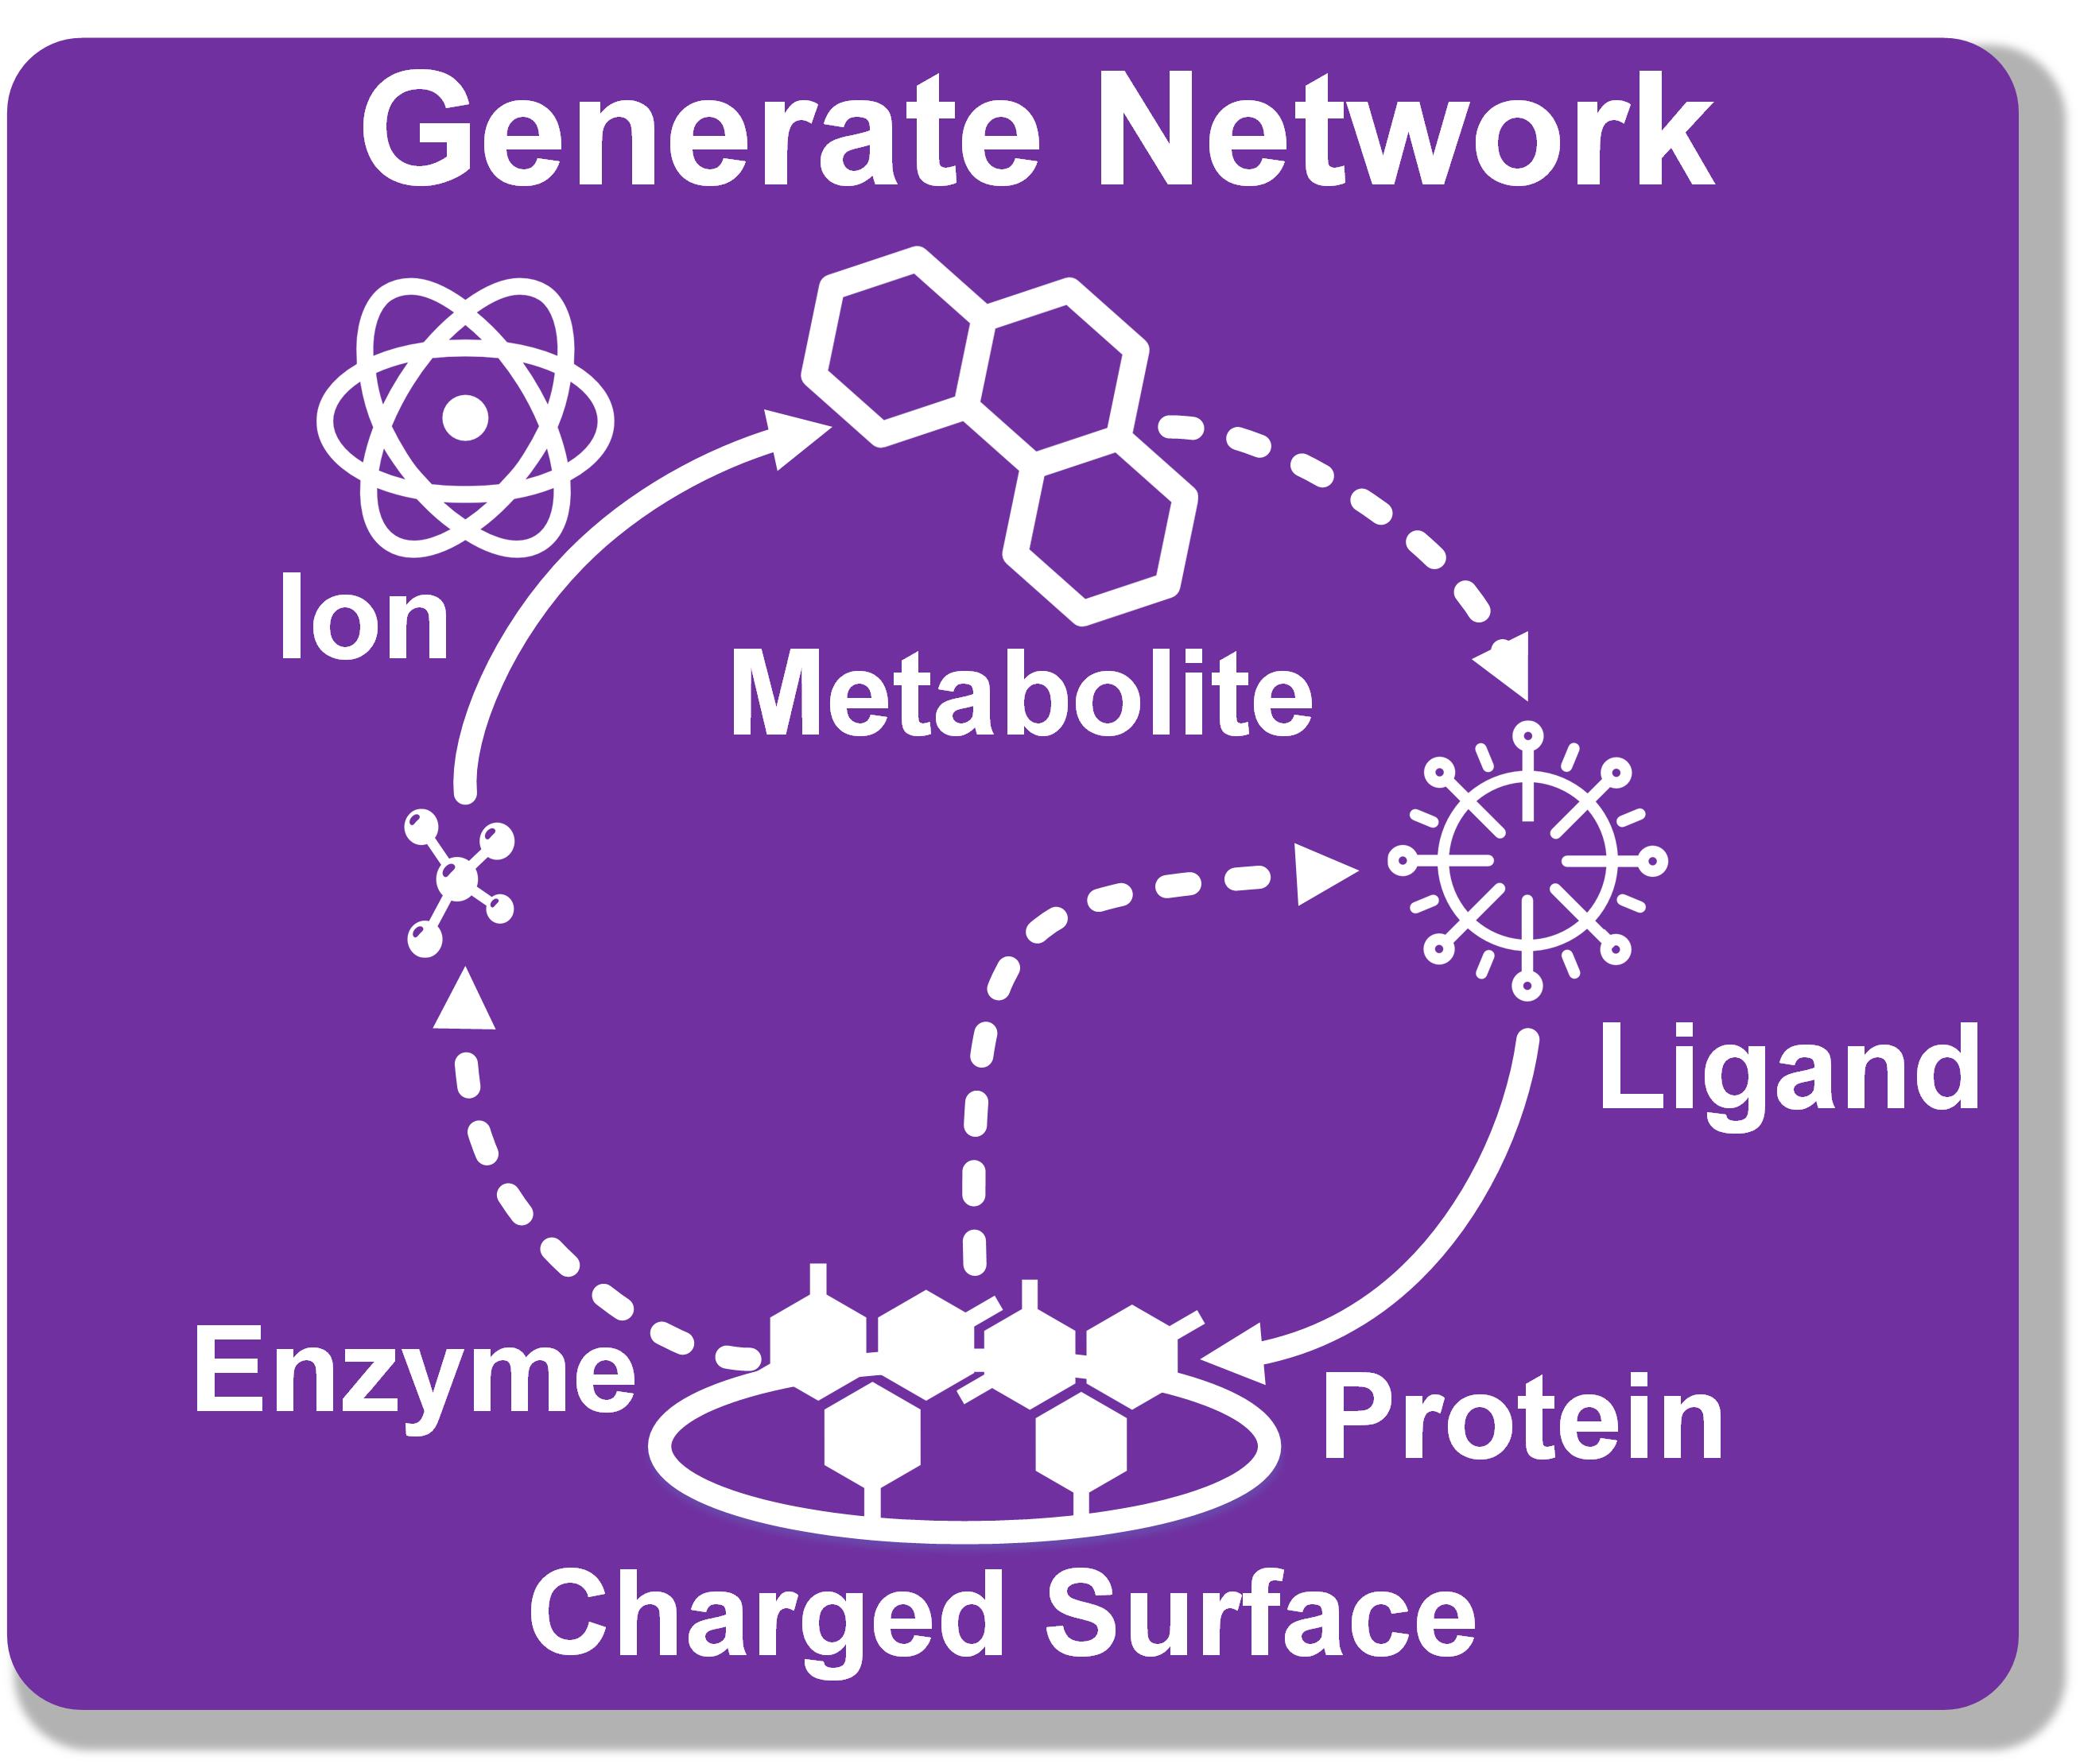 Generate Network
Ion
Metabolite
Ligand
Enzyme
Protein
Charged Surface